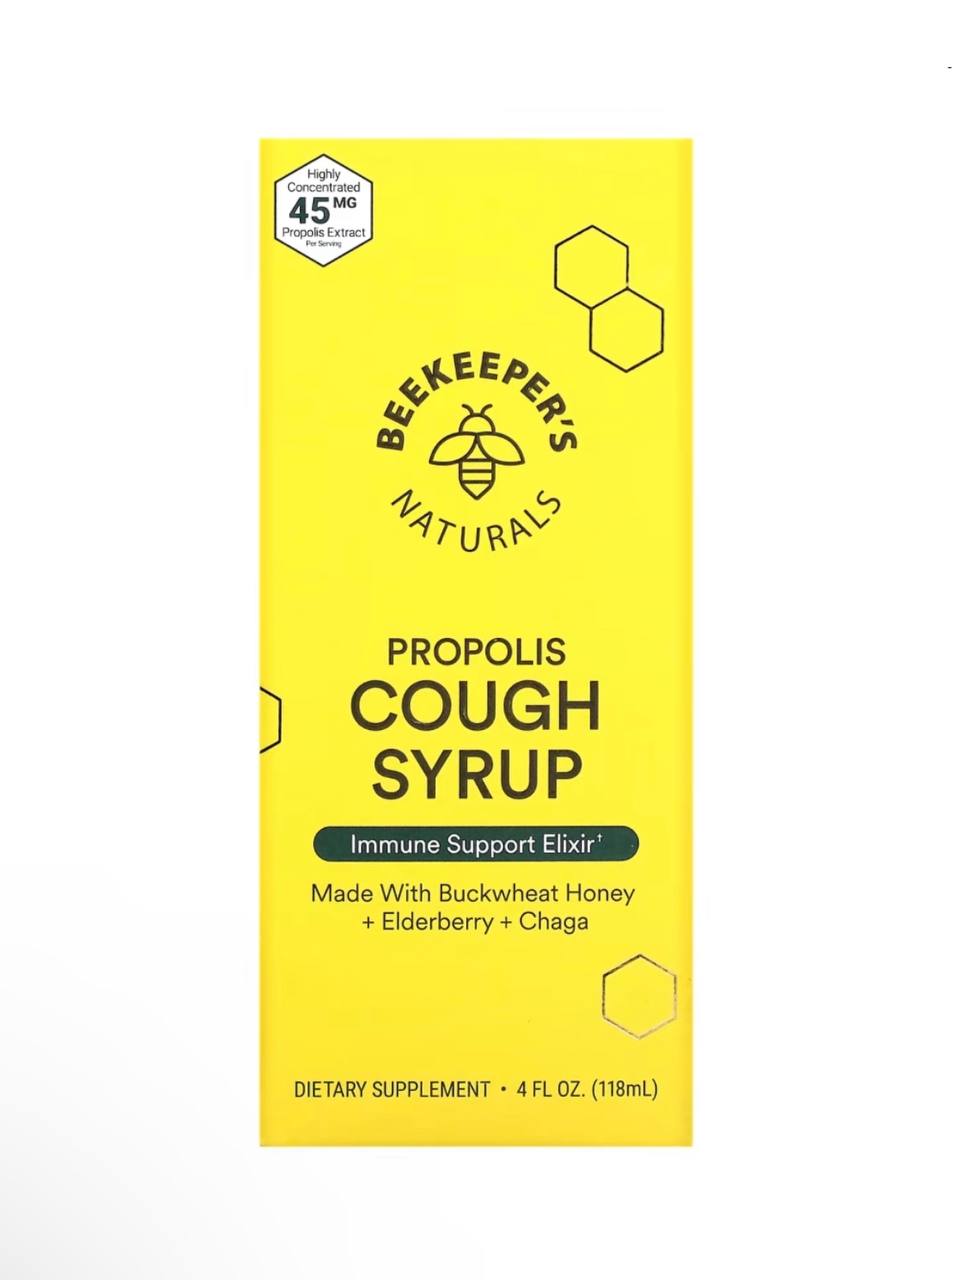 Highly
Concentrated
45 MG
Propolis Extract
Per Serving
BEEKEEPER'S
NATURALS
PROPOLIS
COUGH
SYRUP
Immune Support Elixir†
Made With Buckwheat Honey
+ Elderberry + Chaga
DIETARY SUPPLEMENT • 4 FL OZ. (118mL)